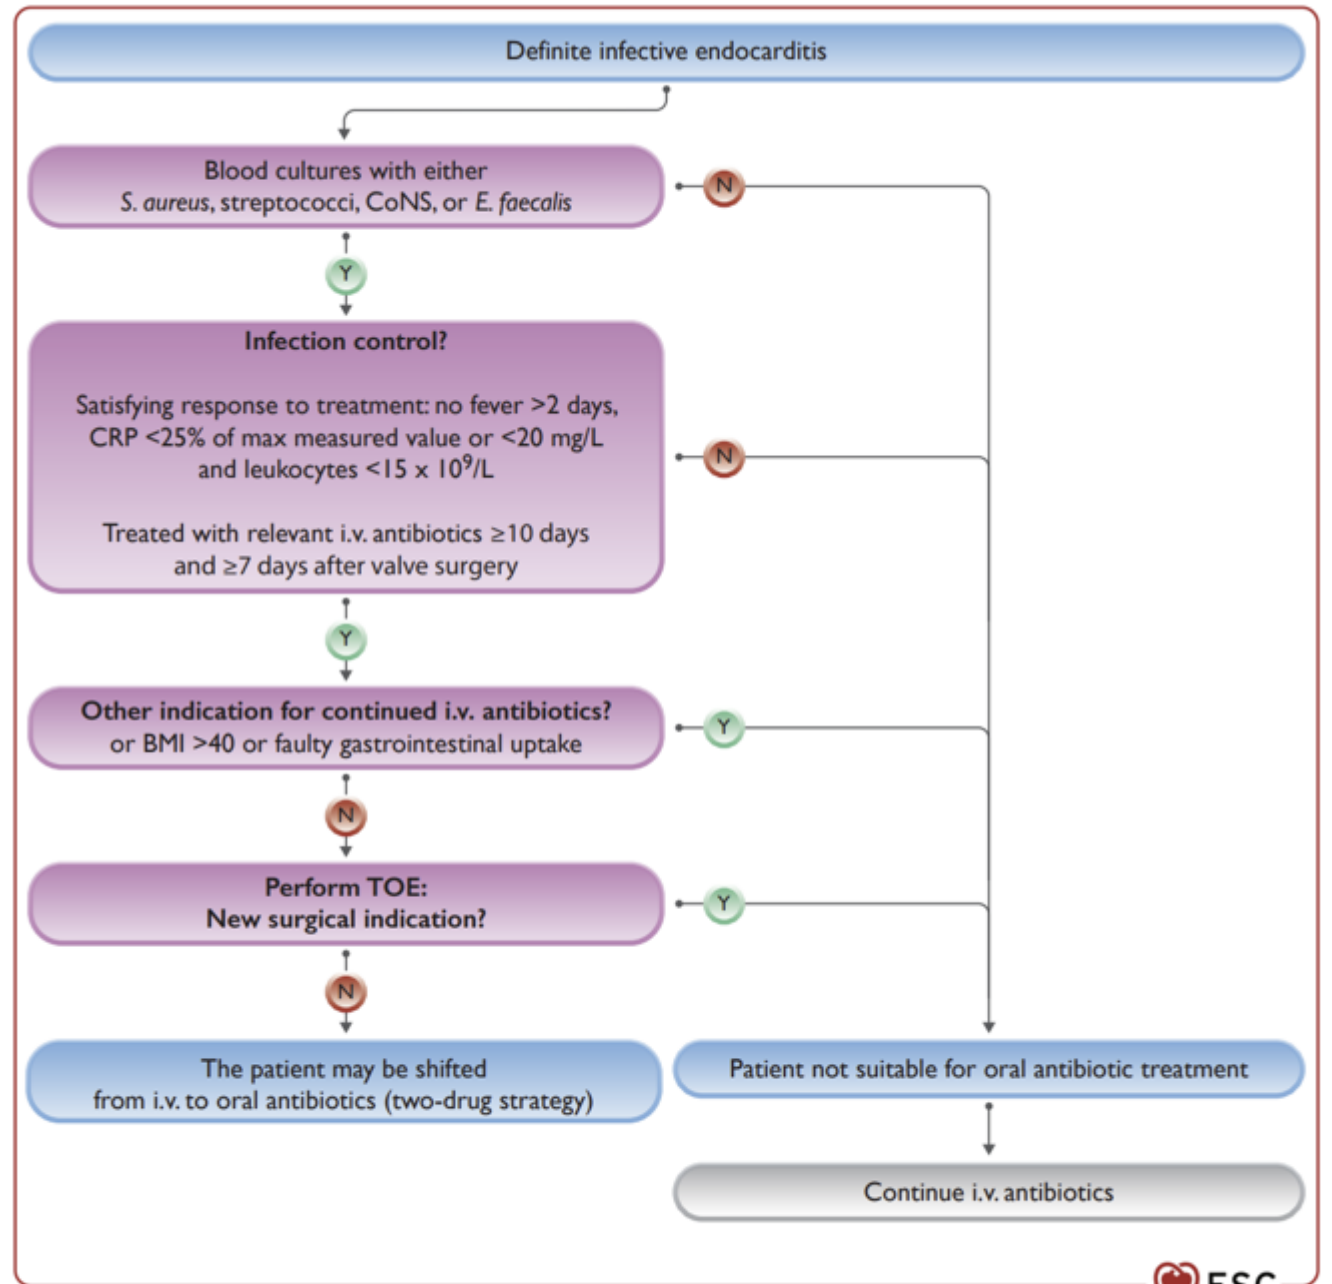 Definite infective endocarditis
Blood cultures with either
S. aureus, streptococci, CoNS, or E. faecalis
N
Y
Infection control?
Satisfying response to treatment: no fever >2 days,
CRP <25% of max measured value or <20 mg/L
and leukocytes <15 x 10⁹/L
Treated with relevant i.v. antibiotics ≥10 days
and ≥7 days after valve surgery
N
Y
Other indication for continued i.v. antibiotics?
or BMI >40 or faulty gastrointestinal uptake
Y
N
Perform TOE:
New surgical indication?
Y
N
The patient may be shifted
from i.v. to oral antibiotics (two-drug strategy)
Patient not suitable for oral antibiotic treatment
Continue i.v. antibiotics
ESC